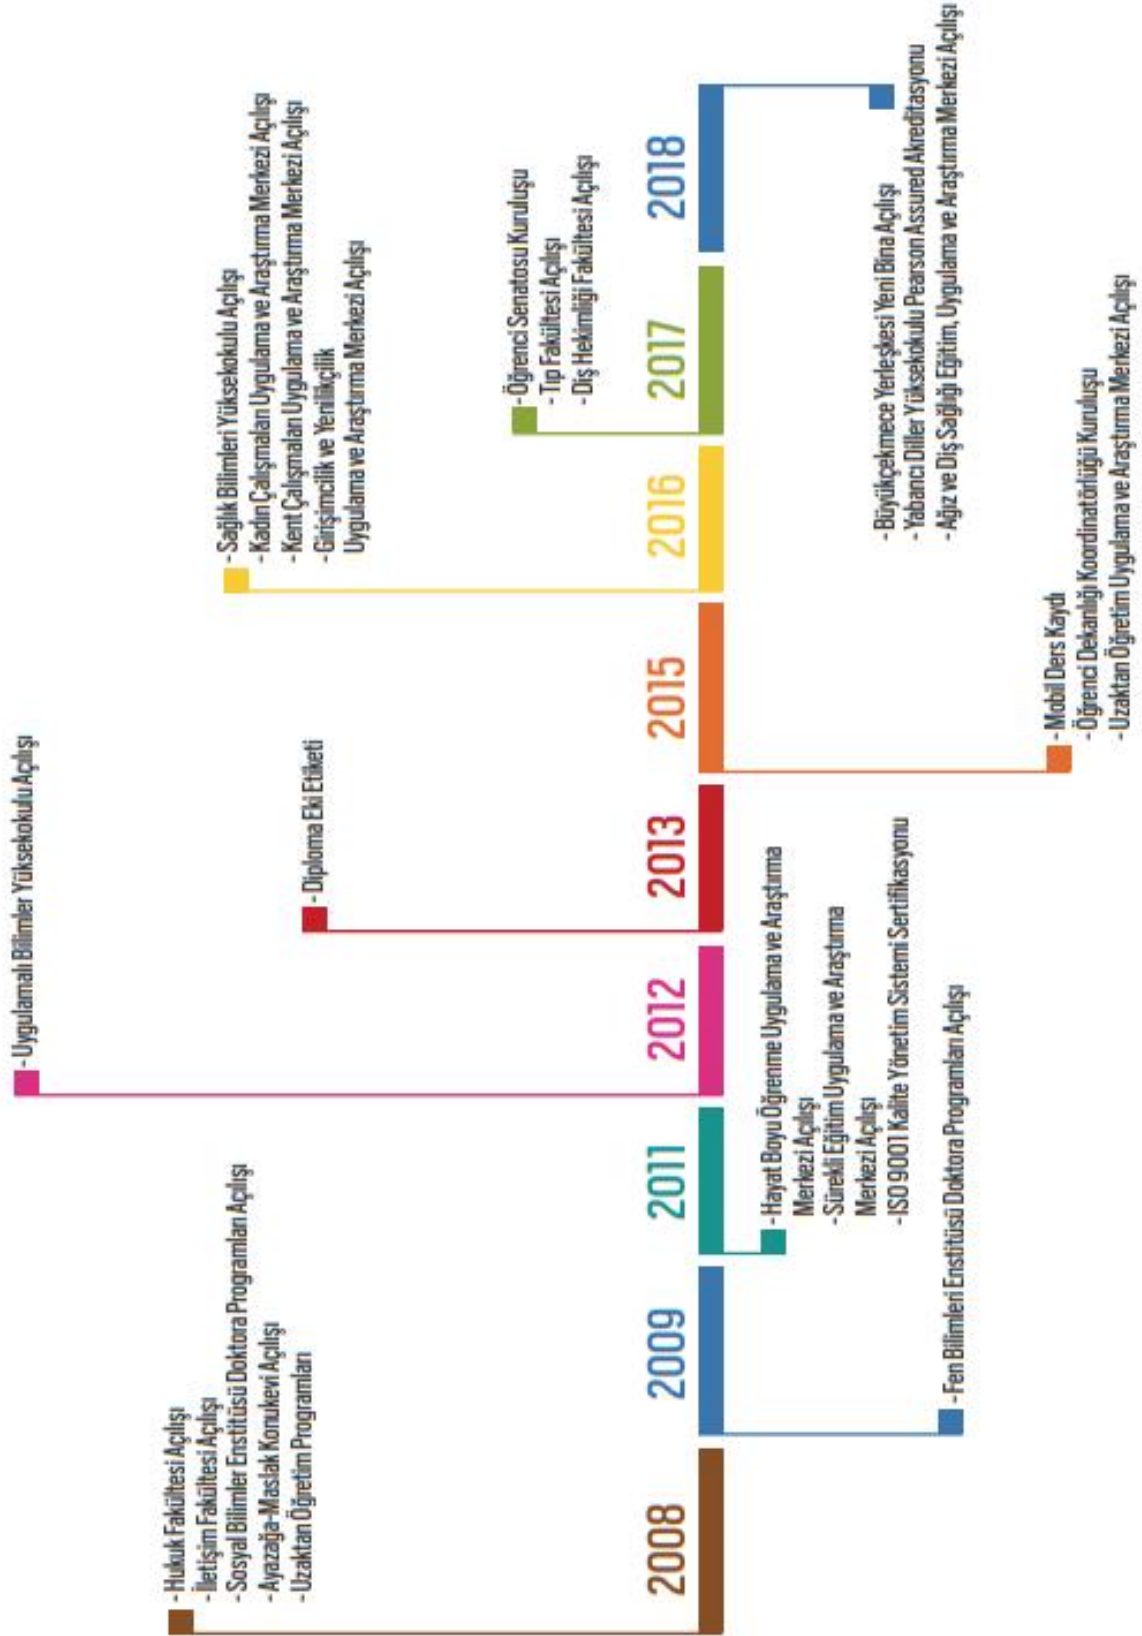 2008
- Hukuk Fakültesi Açılışı
- İletişim Fakültesi Açılışı
- Sosyal Bilimler Enstitüsü Doktora Programları Açılışı
- Ayazağa-Maslak Konukevi Açılışı
- Uzaktan Öğretim Programları
2009
- Fen Bilimleri Enstitüsü Doktora Programları Açılışı
2011
- Hayat Boyu Öğrenme Uygulama ve Araştırma
Merkezi Açılışı
- Sürekli Eğitim Uygulama ve Araştırma
Merkezi Açılışı
- ISO 9001 Kalite Yönetim Sistemi Sertifikasyonu
2012
- Uygulamalı Bilimler Yüksekokulu Açılışı
2013
- Diploma Eki Etiketi
2015
- Mobil Ders Kaydı
- Öğrenci Dekanlığı Koordinatörlüğü Kuruluşu
- Uzaktan Öğretim Uygulama ve Araştırma Merkezi Açılışı
2016
- Sağlık Bilimleri Yüksekokulu Açılışı
- Kadın Çalışmaları Uygulama ve Araştırma Merkezi Açılışı
- Kent Çalışmaları Uygulama ve Araştırma Merkezi Açılışı
- Girişimcilik ve Yenilikçilik
Uygulama ve Araştırma Merkezi Açılışı
2017
- Öğrenci Senatosu Kuruluşu
- Tıp Fakültesi Açılışı
- Diş Hekimliği Fakültesi Açılışı
2018
- Büyükçekmece Yerleşkesi Yeni Bina Açılışı
- Yabancı Diller Yüksekokulu Pearson Assured Akreditasyonu
- Ağız ve Diş Sağlığı Eğitim, Uygulama ve Araştırma Merkezi Açılışı